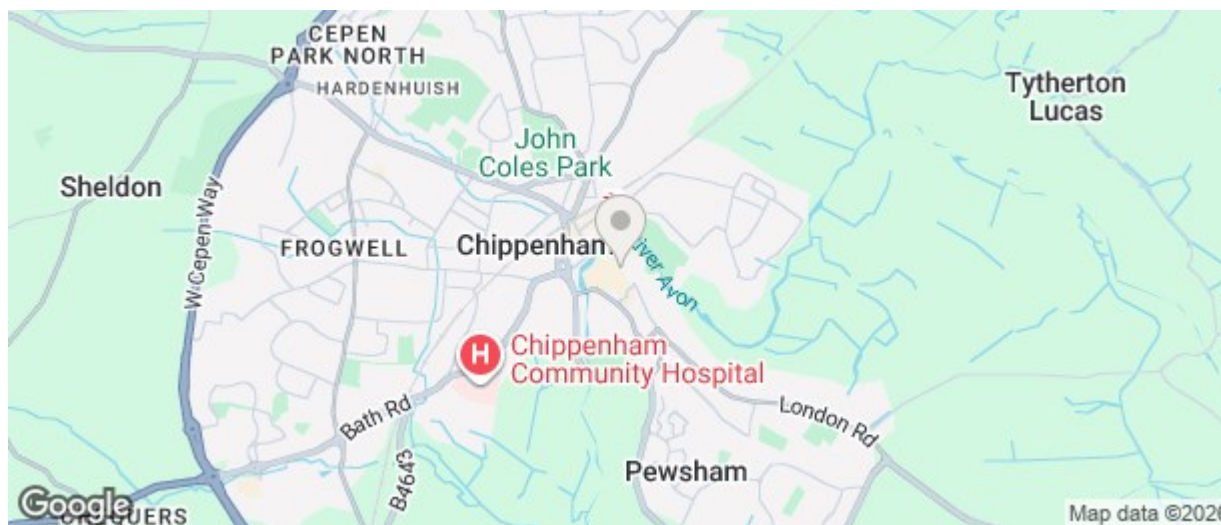 CEPEN
PARK NORTH
HARDENHUISH
Tytherton
Lucas
John
Coles Park
Sheldon
W Cepen Way
FROGWELL
Chippenham
River Avon
H
Chippenham
Community Hospital
Bath Rd
London Rd
B4643
Pewsham
Google
Map data ©2026